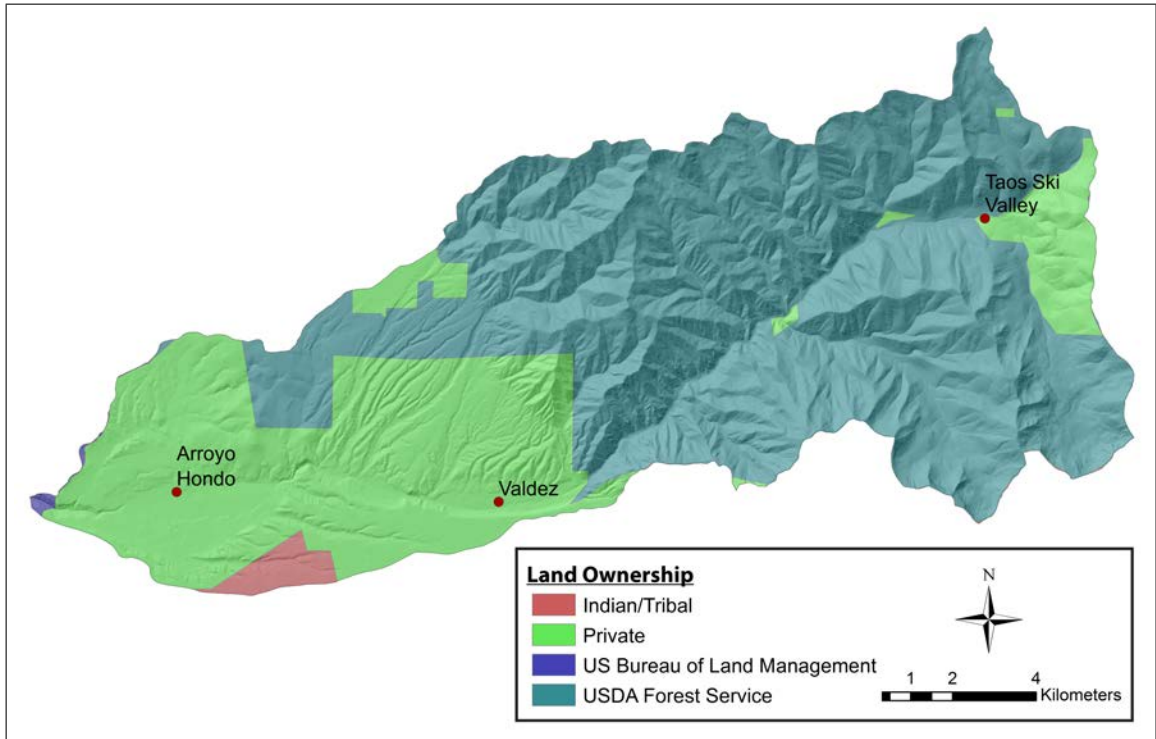 Taos Ski
Valley
Arroyo
Hondo
Valdez
Land Ownership
Indian/Tribal
Private
US Bureau of Land Management
USDA Forest Service
N
1 2 4
Kilometers